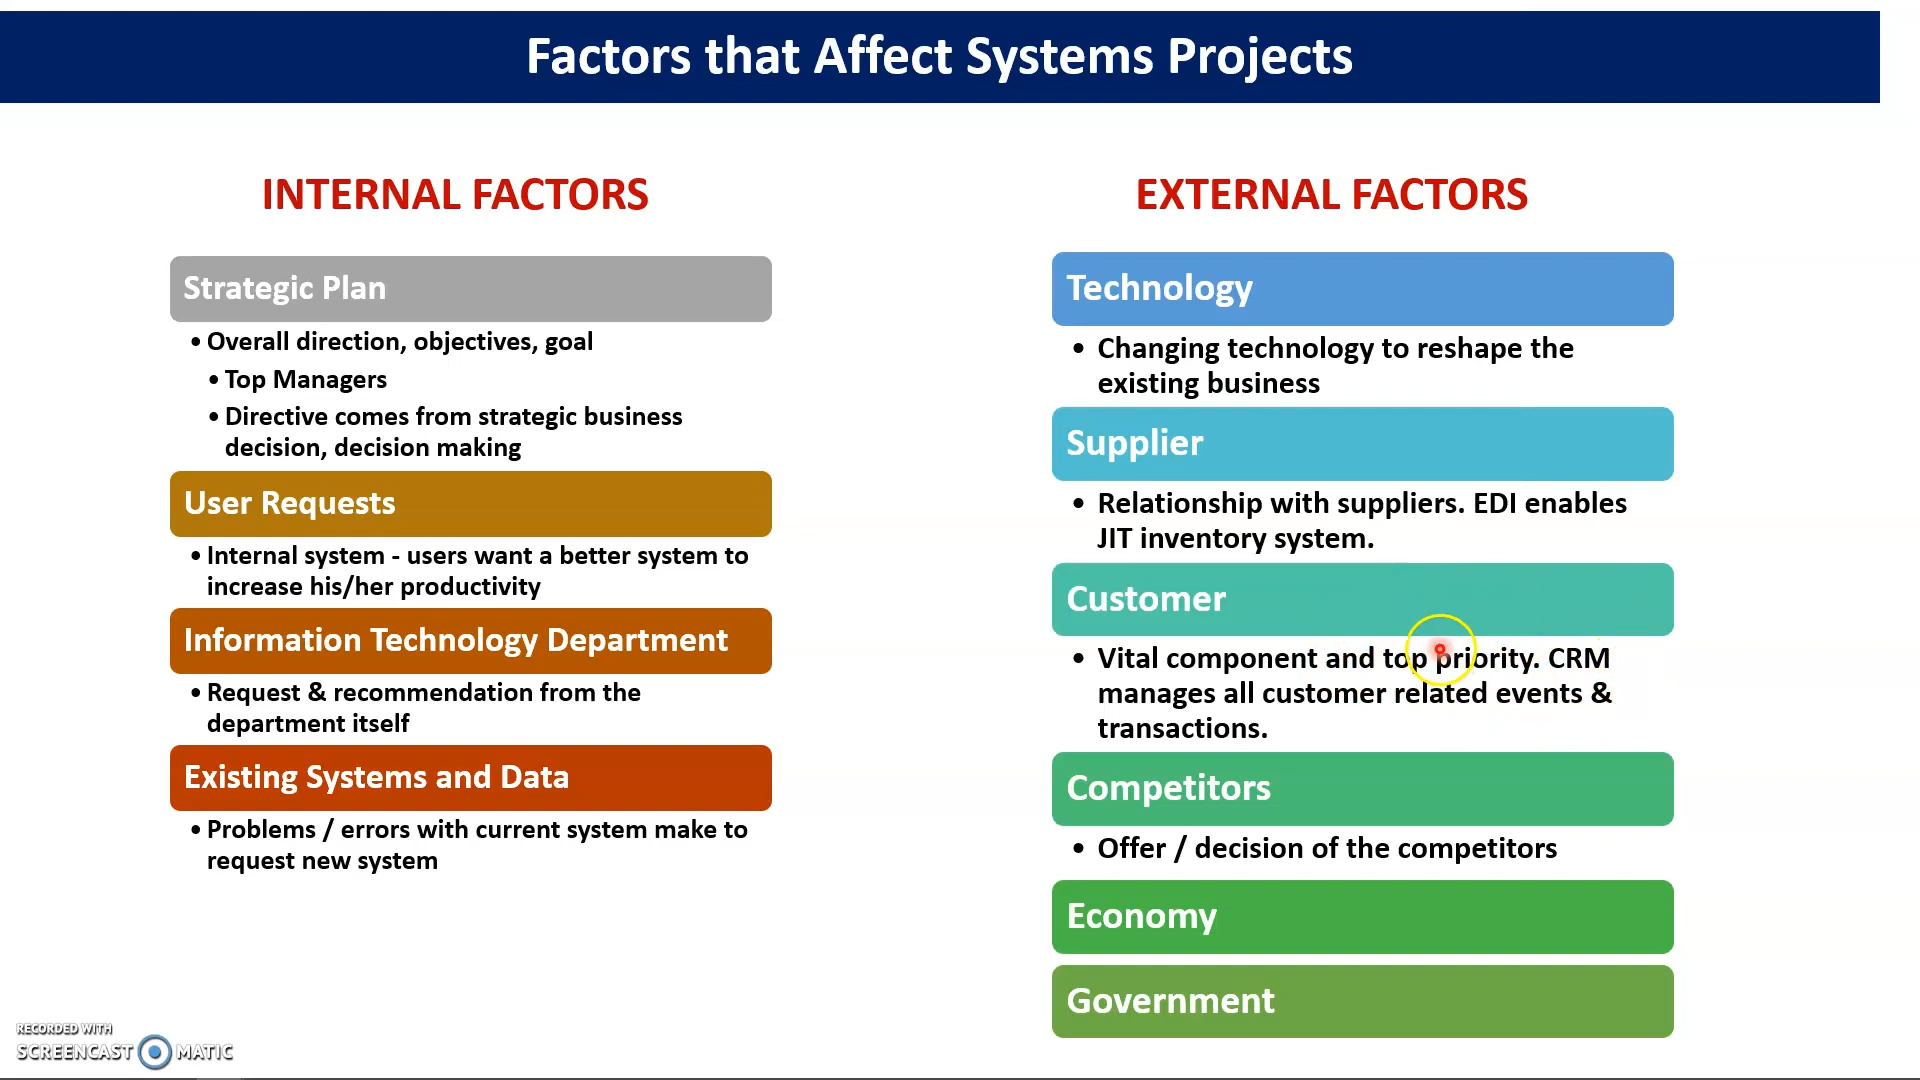 Factors that Affect Systems Projects
INTERNAL FACTORS
Strategic Plan
• Overall direction, objectives, goal
• Top Managers
• Directive comes from strategic business
decision, decision making
User Requests
• Internal system - users want a better system to
increase his/her productivity
Information Technology Department
• Request & recommendation from the
department itself
Existing Systems and Data
• Problems / errors with current system make to
request new system
EXTERNAL FACTORS
Technology
• Changing technology to reshape the
existing business
Supplier
• Relationship with suppliers. EDI enables
JIT inventory system.
Customer
• Vital component and top priority. CRM
manages all customer related events &
transactions.
Competitors
• Offer / decision of the competitors
Economy
Government
RECORDED WITH
SCREENCAST MATIC